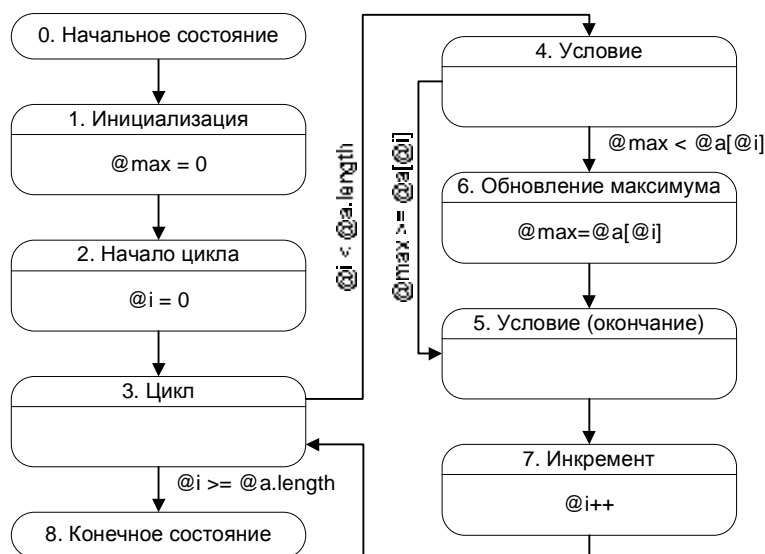 0. Начальное состояние
1. Инициализация
@max = 0
2. Начало цикла
@i = 0
3. Цикл
@i >= @a.length
8. Конечное состояние
@i < @a.length
@max >= @a[@i]
4. Условие
@max < @a[@i]
6. Обновление максимума
@max=@a[@i]
5. Условие (окончание)
7. Инкремент
@i++